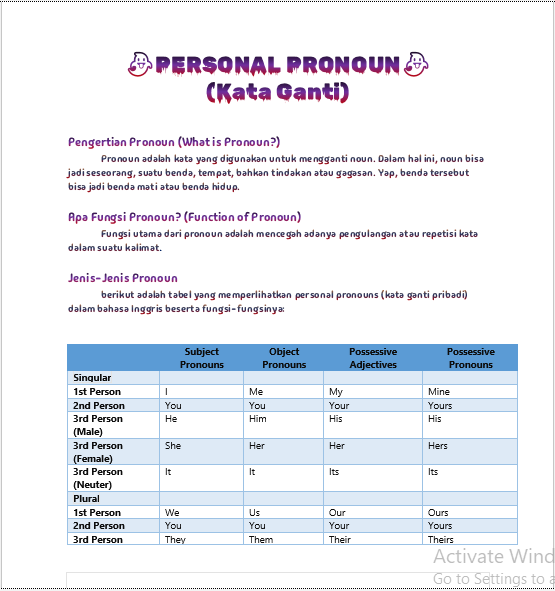 PERSONAL PRONOUN
(Kata Ganti)
Pengertian Pronoun (What is Pronoun?)
Pronoun adalah kata yang digunakan untuk mengganti noun. Dalam hal ini, noun bisa
jadi seseorang, suatu benda, tempat, bahkan tindakan atau gagasan. Yap, benda tersebut
bisa jadi benda mati atau benda hidup.
Apa Fungsi Pronoun? (Function of Pronoun)
Fungsi utama dari pronoun adalah mencegah adanya pengulangan atau repetisi kata
dalam suatu kalimat.
Jenis-Jenis Pronoun
berikut adalah tabel yang memperlihatkan personal pronouns (kata ganti pribadi)
dalam bahasa Inggris beserta fungsi-fungsinya:
Subject Object Possessive Possessive
Pronouns Pronouns Adjectives Pronouns
Singular
1st Person I Me My Mine
2nd Person You You Your Yours
3rd Person He Him His His
(Male)
3rd Person She Her Her Hers
(Female)
3rd Person It It Its Its
(Neuter)
Plural
1st Person We Us Our Ours
2nd Person You You Your Yours
3rd Person They Them Their Theirs
Activate Wind
Go to Settings to a